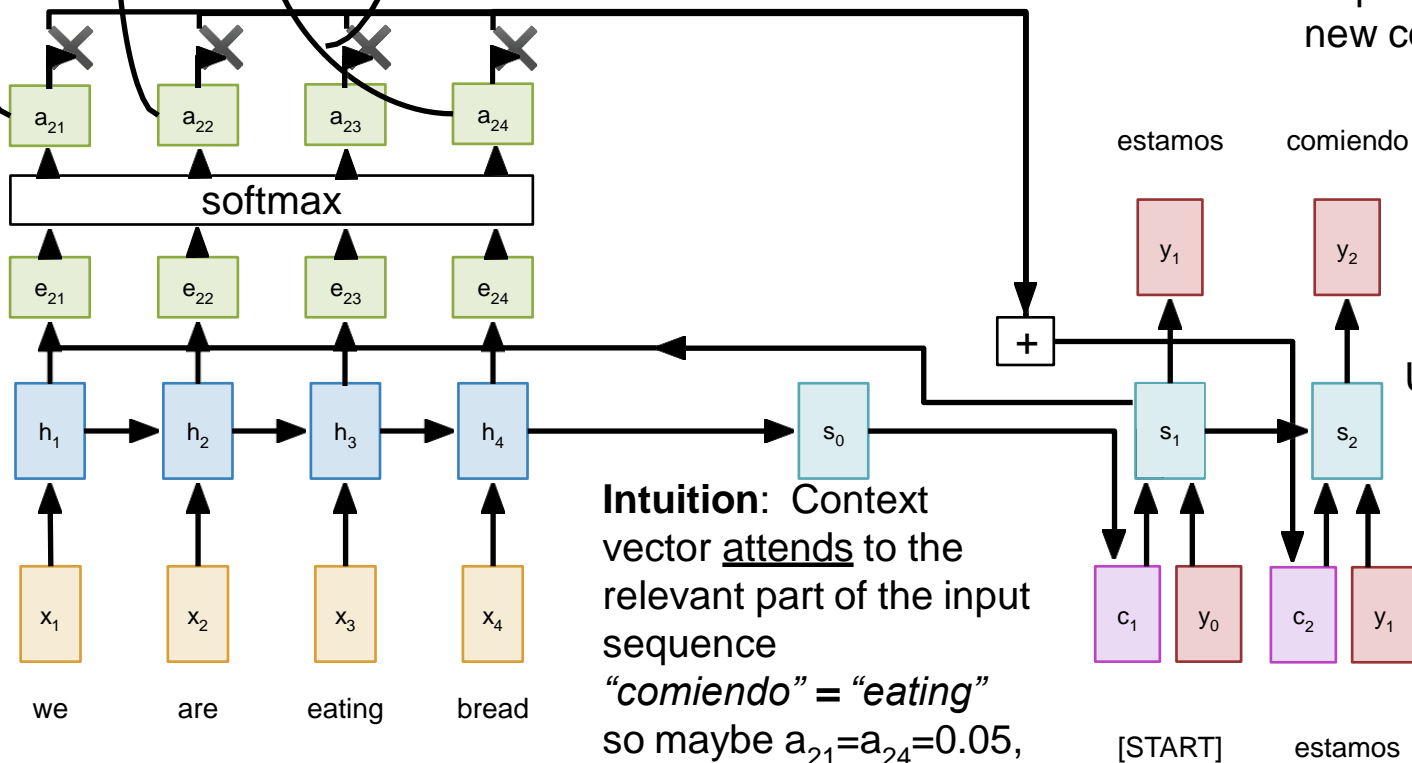 new
a₂₁ a₂₂ a₂₃ a₂₄
estamos comiendo
softmax
y₁ y₂
e₂₁ e₂₂ e₂₃ e₂₄
+
h₁ h₂ h₃ h₄ s₀ s₁ s₂
Intuition: Context
vector attends to the
relevant part of the input
sequence
“comiendo” = “eating”
so maybe a₂₁=a₂₄=0.05,
x₁ x₂ x₃ x₄
c₁ y₀ c₂ y₁
we are eating bread
[START] estamos